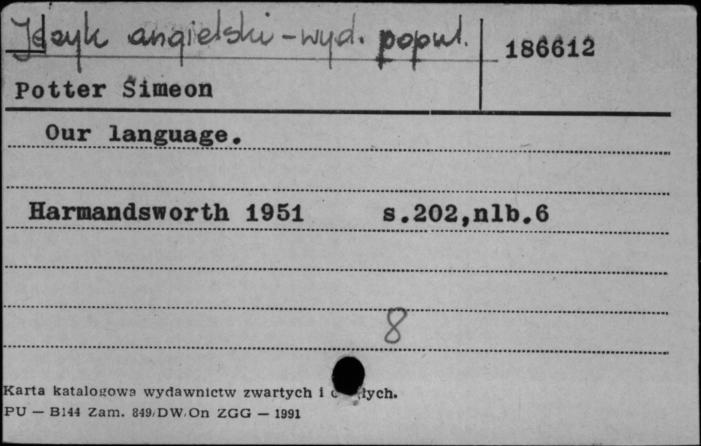 Język angielski - wyd. popul.
186612
Potter Simeon
Our language.
Harmandsworth 1951 s.202,nlb.6
8
Karta katalogowa wydawnictw zwartych i
PU — B144 Zam. 849/DW/On ZGG — 1991